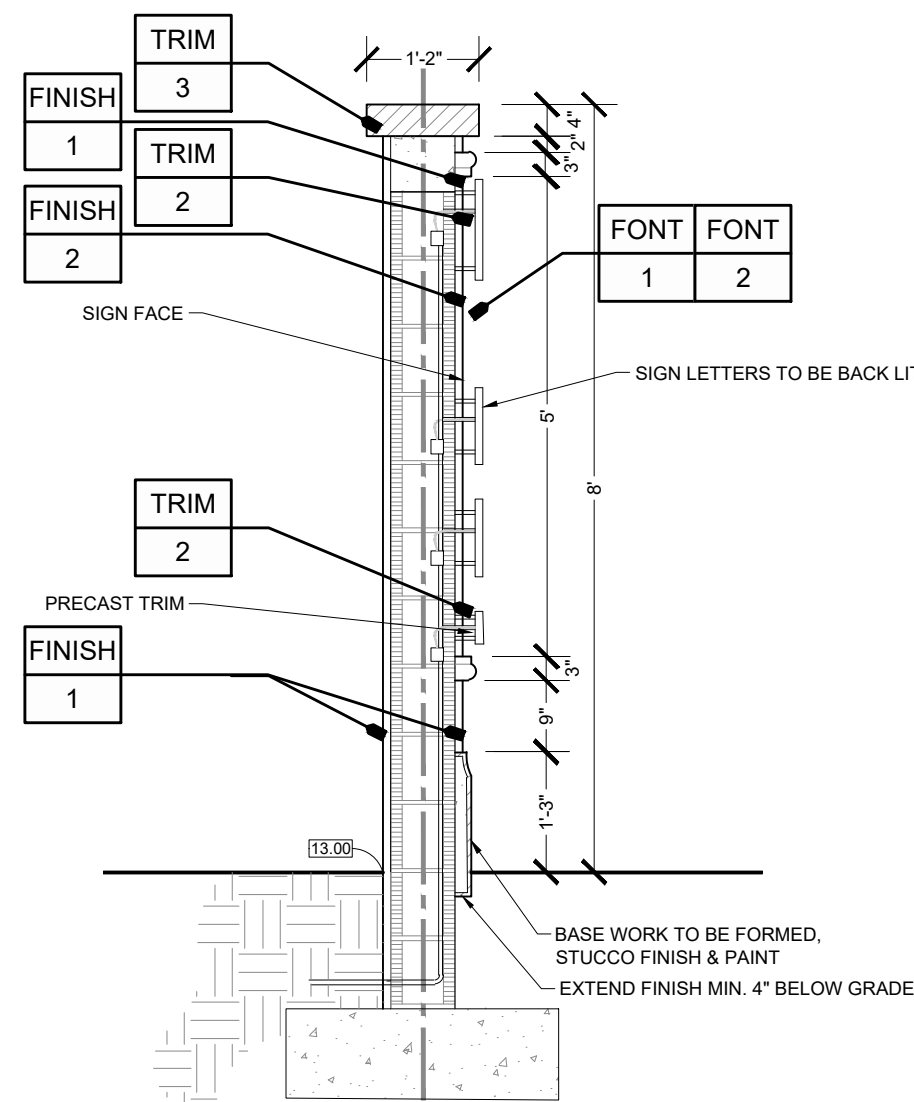 TRIM
3
1'-2"
FINISH
1
TRIM
2
FINISH
2
4"
2"
3"
FONT FONT
1 2
SIGN FACE
SIGN LETTERS TO BE BACK LIT
5'
8'
TRIM
2
PRECAST TRIM
FINISH
1
3"
9"
1'-3"
13.00
BASE WORK TO BE FORMED,
STUCCO FINISH & PAINT
EXTEND FINISH MIN. 4" BELOW GRADE